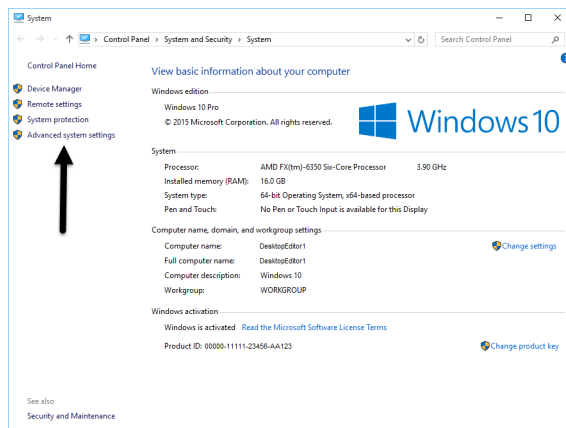 System
Control Panel > System and Security > System
Search Control Panel
Control Panel Home
Device Manager
Remote settings
System protection
Advanced system settings
View basic information about your computer
Windows edition
Windows 10 Pro
© 2015 Microsoft Corporation. All rights reserved.
Windows 10
System
Processor: AMD FX(tm)-6350 Six-Core Processor 3.90 GHz
Installed memory (RAM): 16.0 GB
System type: 64-bit Operating System, x64-based processor
Pen and Touch: No Pen or Touch Input is available for this Display
Computer name, domain, and workgroup settings
Computer name: DesktopEditor1
Change settings
Full computer name: DesktopEditor1
Computer description: Windows 10
Workgroup: WORKGROUP
Windows activation
Windows is activated Read the Microsoft Software License Terms
Product ID: 00000-11111-23456-AA123
Change product key
See also
Security and Maintenance